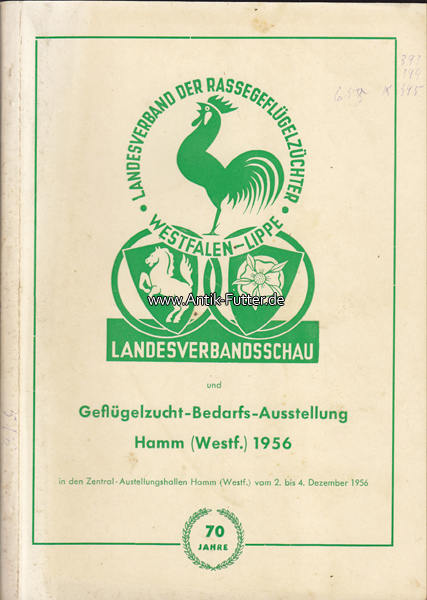 • LANDESVERBAND DER RASSEGEFLÜGELZÜCHTER •
WESTFALEN–LIPPE
www.Antik-Futter.de
LANDESVERBANDSSCHAU
und
Geflügelzucht-Bedarfs-Ausstellung
Hamm (Westf.) 1956
in den Zentral-Austellungshallen Hamm (Westf.) vom 2. bis 4. Dezember 1956
70
JAHRE